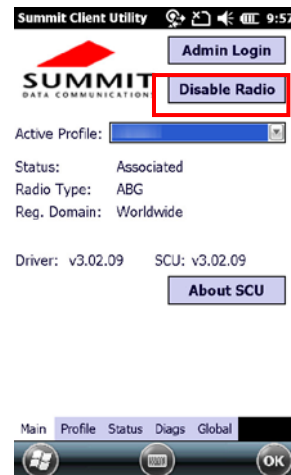 Summit Client Utility 9:57
Admin Login
SUMMIT
DATA COMMUNICATIONS
Disable Radio
Active Profile:
Status: Associated
Radio Type: ABG
Reg. Domain: Worldwide
Driver: v3.02.09 SCU: v3.02.09
About SCU
Main Profile Status Diags Global
OK